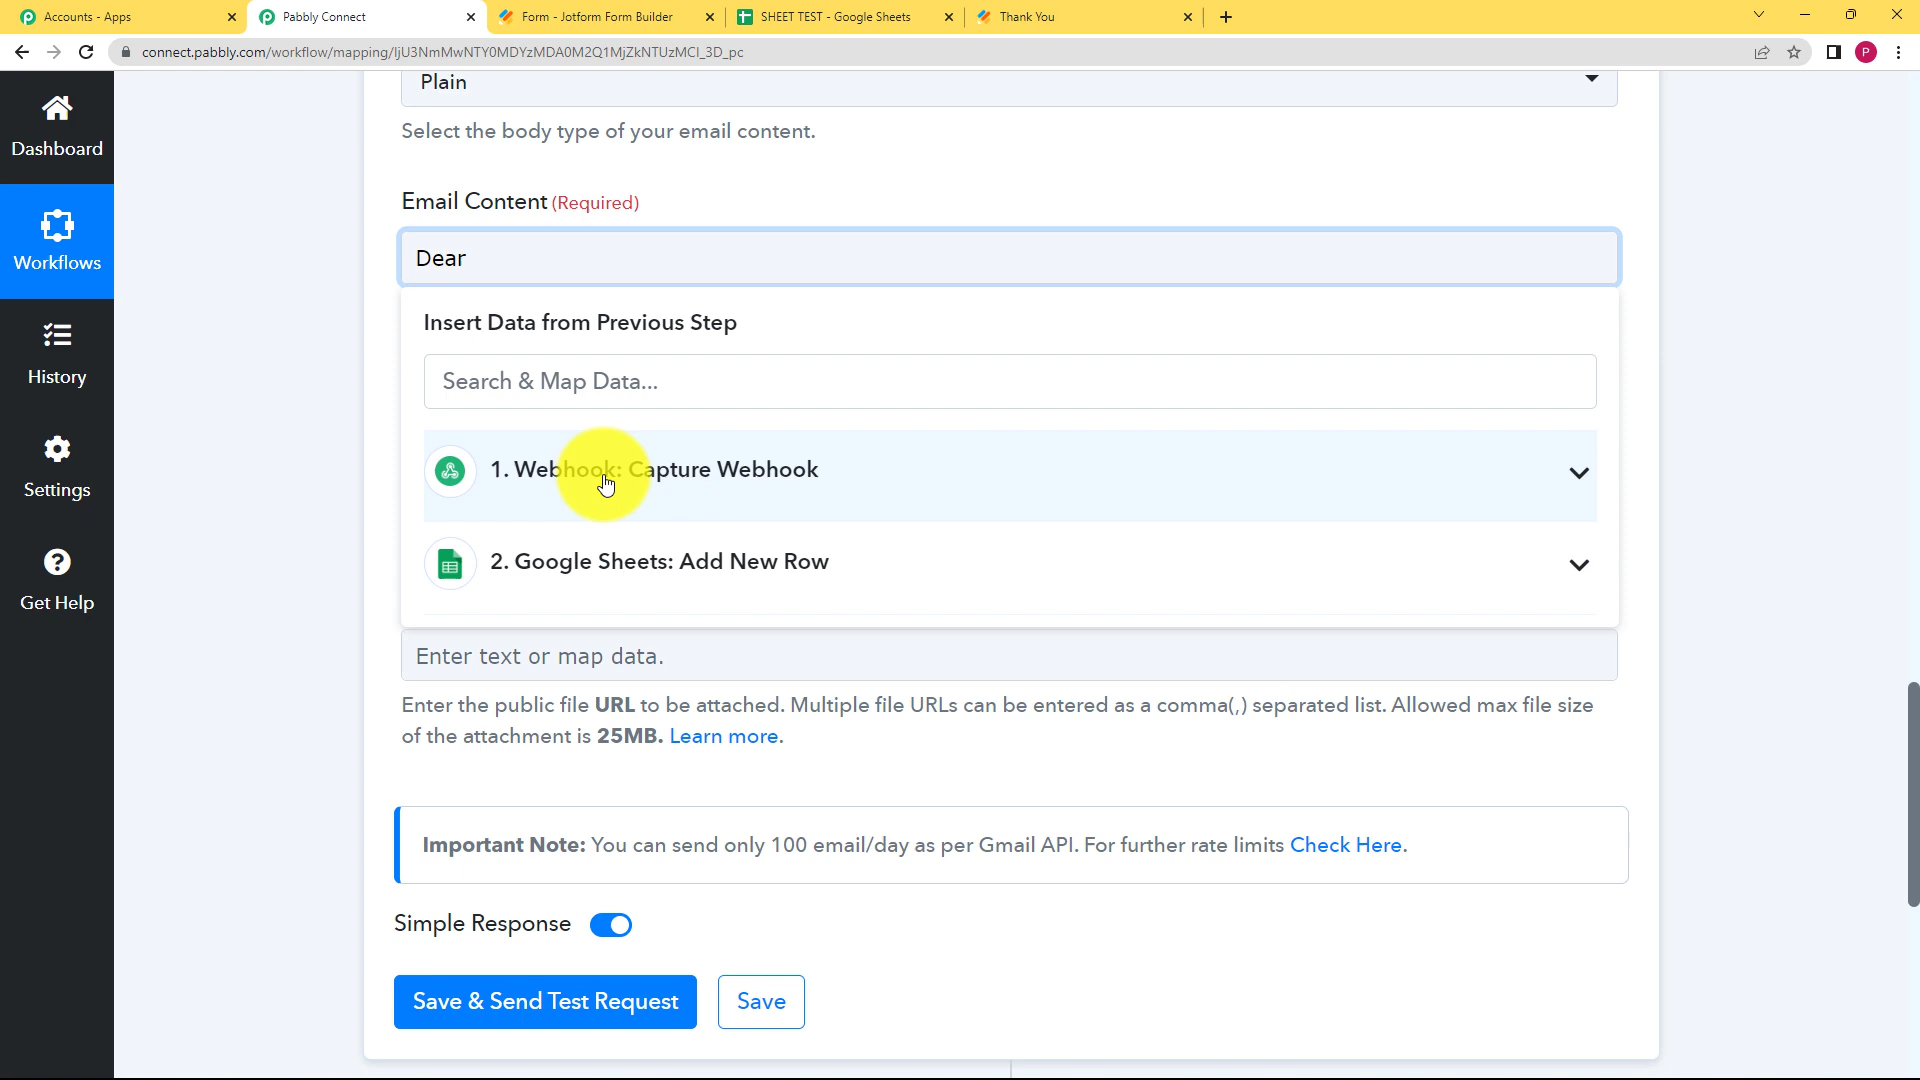 Accounts - Apps
Pabbly Connect
Form - Jotform Form Builder
SHEET TEST - Google Sheets
Thank You
connect.pabbly.com/workflow/mapping/IjU3NmMwNTY0MDYzMDA0M2Q1MjZkNTUzMCI_3D_pc
P
Dashboard
Workflows
History
Settings
Get Help
Plain
Select the body type of your email content.
Email Content (Required)
Dear
Insert Data from Previous Step
Search & Map Data...
1. Webhook: Capture Webhook
2. Google Sheets: Add New Row
Enter text or map data.
Enter the public file URL to be attached. Multiple file URLs can be entered as a comma(,) separated list. Allowed max file size
of the attachment is 25MB. Learn more.
Important Note: You can send only 100 email/day as per Gmail API. For further rate limits Check Here.
Simple Response
Save & Send Test Request
Save